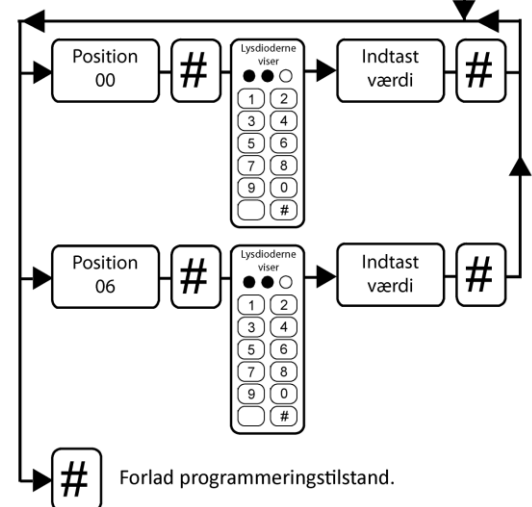 Position
00
#
Lysdioderne
viser
1 2
3 4
5 6
7 8
9 0
#
Indtast
værdi
#
Position
06
#
Lysdioderne
viser
1 2
3 4
5 6
7 8
9 0
#
Indtast
værdi
#
# Forlad programmeringstilstand.